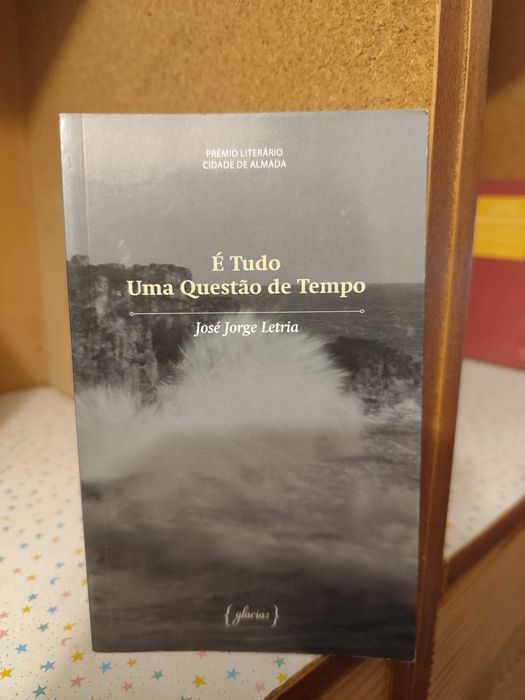 PRÉMIO LITERÁRIO
CIDADE DE ALMADA
É Tudo
Uma Questão de Tempo
José Jorge Letria
{glaciar}